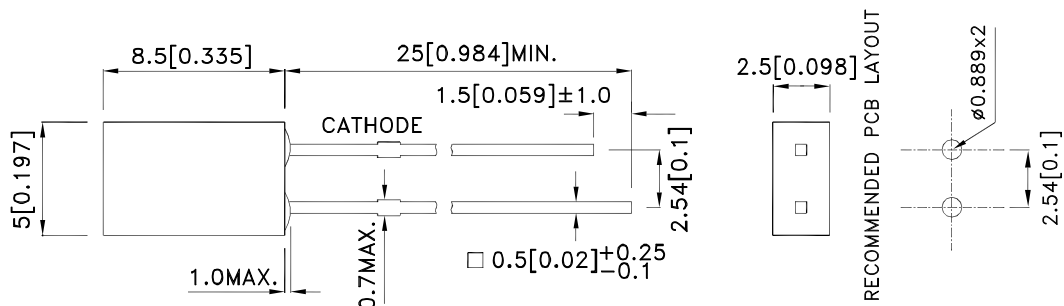 8.5[0.335]
25[0.984]MIN.
1.5[0.059]±1.0
CATHODE
5[0.197]
2.54[0.1]
1.0MAX.
0.7MAX.
□ 0.5[0.02]+0.25
−0.1
2.5[0.098]
RECOMMENDED PCB LAYOUT
ø0.889x2
2.54[0.1]